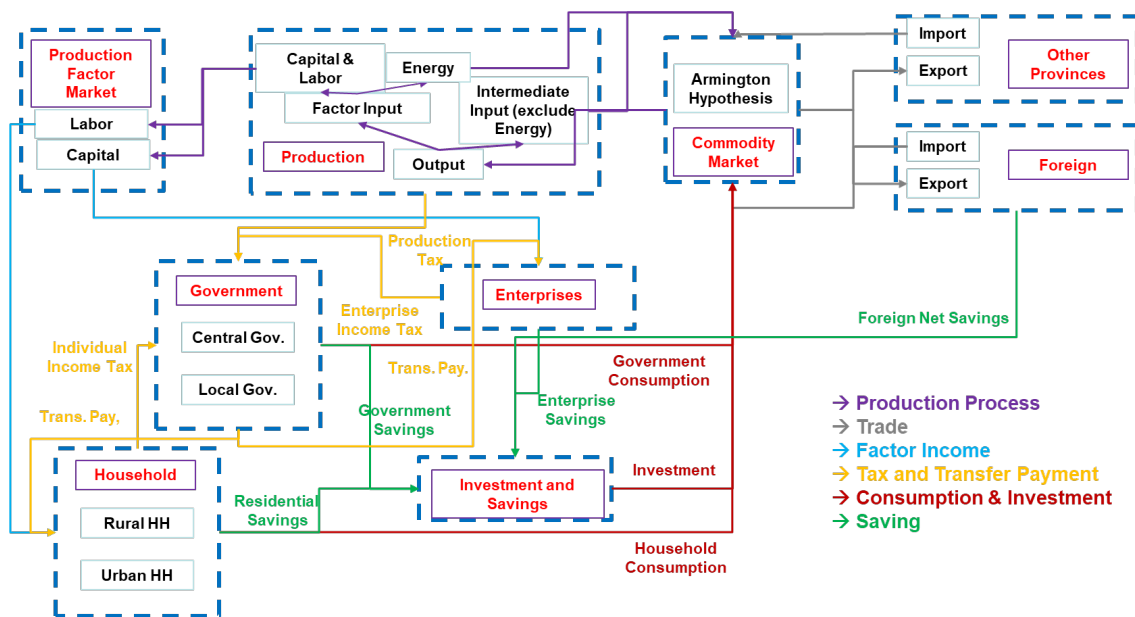 Production
Factor
Market
Labor
Capital
Capital &
Labor
Energy
Factor Input
Intermediate
Input (exclude
Energy)
Production
Output
Armington
Hypothesis
Commodity
Market
Import
Export
Other
Provinces
Import
Export
Foreign
Production
Tax
Government
Central Gov.
Local Gov.
Enterprise
Income Tax
Enterprises
Individual
Income Tax
Trans. Pay.
Trans. Pay,
Government
Savings
Government
Consumption
Enterprise
Savings
Foreign Net Savings
Household
Rural HH
Urban HH
Residential
Savings
Investment and
Savings
Investment
Household
Consumption
→ Production Process
→ Trade
→ Factor Income
→ Tax and Transfer Payment
→ Consumption & Investment
→ Saving